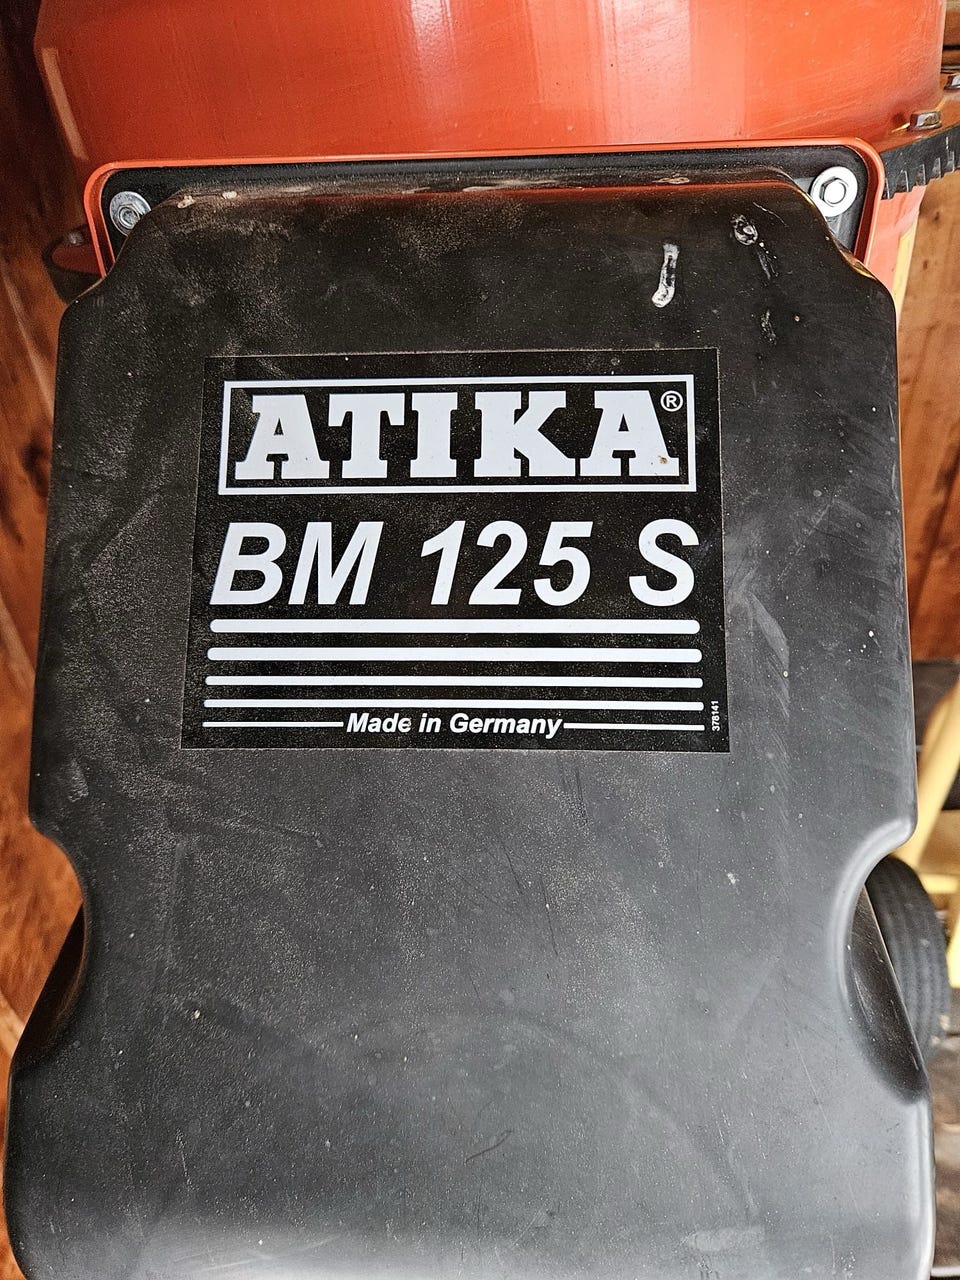 ATIKA®
BM 125 S
Made in Germany
378141